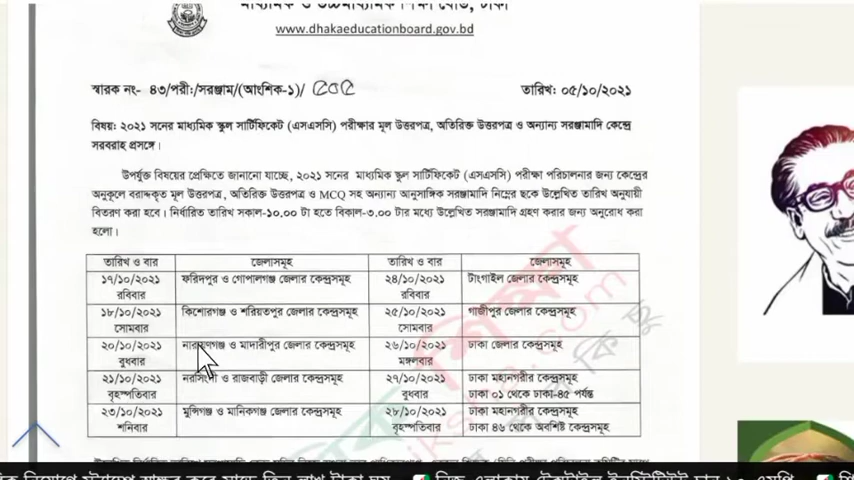 মাধ্যমিক ও উচ্চমাধ্যমিক শিক্ষা বোর্ড, ঢাকা
www.dhakaeducationboard.gov.bd
স্মারক নং- ৪৩/পরী:/সরঞ্জাম/(আংশিক-১)/
তারিখ: ০৫/১০/২০২১
বিষয়: ২০২১ সনের মাধ্যমিক স্কুল সার্টিফিকেট (এসএসসি) পরীক্ষার মূল উত্তরপত্র, অতিরিক্ত উত্তরপত্র ও অন্যান্য সরঞ্জামাদি কেন্দ্রে
সরবরাহ প্রসঙ্গে।
উপর্যুক্ত বিষয়ের প্রেক্ষিতে জানানো যাচ্ছে, ২০২১ সনের মাধ্যমিক স্কুল সার্টিফিকেট (এসএসসি) পরীক্ষা পরিচালনার জন্য কেন্দ্রের
অনুকূলে বরাদ্দকৃত মূল উত্তরপত্র, অতিরিক্ত উত্তরপত্র ও MCQ সহ অন্যান্য আনুসাঙ্গিক সরঞ্জামাদি নিম্নের ছকে উল্লেখিত তারিখ অনুযায়ী
বিতরণ করা হবে। নির্ধারিত তারিখ সকাল-১০.০০ টা হতে বিকাল-৩.০০ টার মধ্যে উল্লেখিত সরঞ্জামাদি গ্রহণ করার জন্য অনুরোধ করা
হলো।
তারিখ ও বার জেলাসমূহ তারিখ ও বার জেলাসমূহ
১৭/১০/২০২১ ফরিদপুর ও গোপালগঞ্জ জেলার কেন্দ্রসমূহ ২৪/১০/২০২১ টাংগাইল জেলার কেন্দ্রসমূহ
রবিবার রবিবার
১৮/১০/২০২১ কিশোরগঞ্জ ও শরিয়তপুর জেলার কেন্দ্রসমূহ ২৫/১০/২০২১ গাজীপুর জেলার কেন্দ্রসমূহ
সোমবার সোমবার
২০/১০/২০২১ নারায়ণগঞ্জ ও মাদারীপুর জেলার কেন্দ্রসমূহ ২৬/১০/২০২১ ঢাকা জেলার কেন্দ্রসমূহ
বুধবার মঙ্গলবার
২১/১০/২০২১ নরসিংদী ও রাজবাড়ী জেলার কেন্দ্রসমূহ ২৭/১০/২০২১ ঢাকা মহানগরীর কেন্দ্রসমূহ
বৃহস্পতিবার বুধবার ঢাকা ০১ থেকে ঢাকা-৪৫ পর্যন্ত
২৩/১০/২০২১ মুন্সিগঞ্জ ও মানিকগঞ্জ জেলার কেন্দ্রসমূহ ২৮/১০/২০২১ ঢাকা মহানগরীর কেন্দ্রসমূহ
শনিবার বৃহস্পতিবার ঢাকা ৪৬ থেকে অবশিষ্ট কেন্দ্রসমূহ